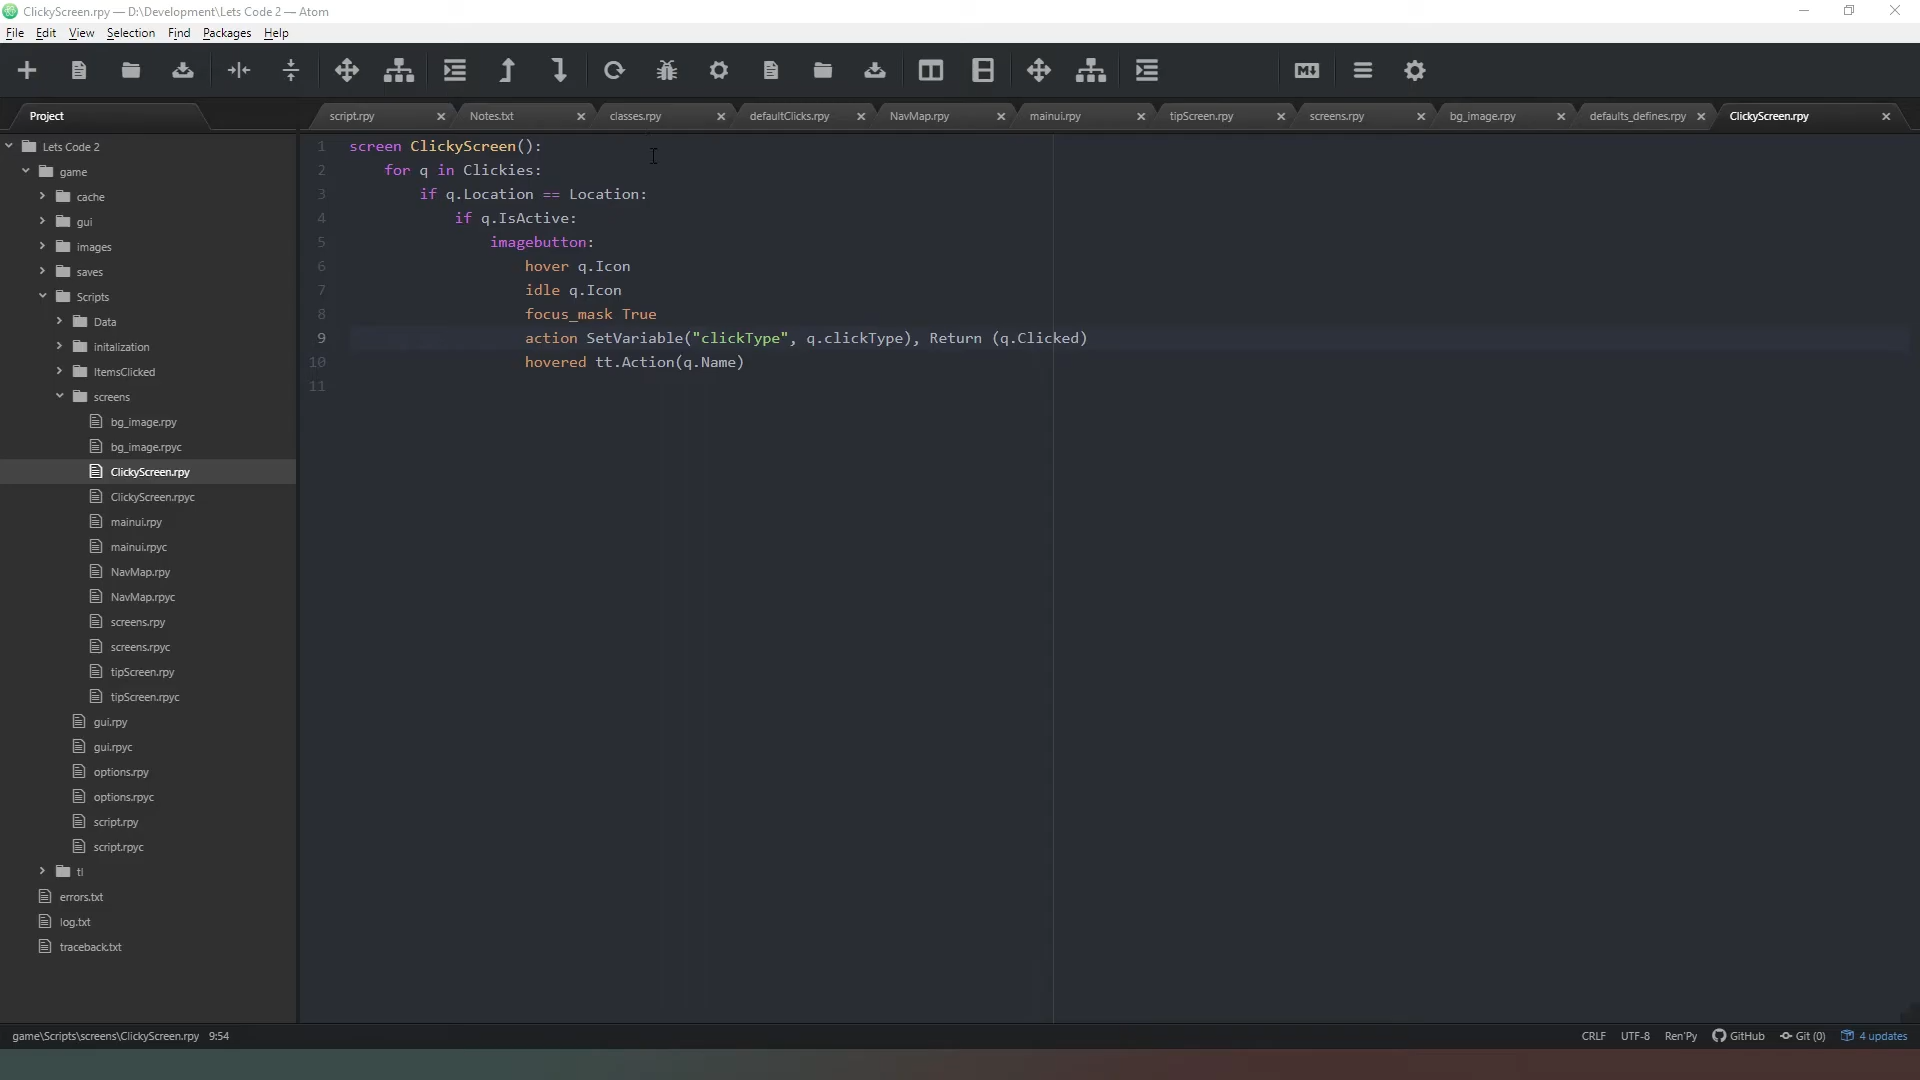 ClickyScreen.rpy — D:\Development\Lets Code 2 — Atom
File Edit View Selection Find Packages Help
Project
script.rpy Notes.txt classes.rpy defaultClicks.rpy NavMap.rpy mainui.rpy tipScreen.rpy screens.rpy bg_image.rpy defaults_defines.rpy ClickyScreen.rpy
Lets Code 2
game
cache
gui
images
saves
Scripts
Data
initalization
ItemsClicked
screens
bg_image.rpy
bg_image.rpyc
ClickyScreen.rpy
ClickyScreen.rpyc
mainui.rpy
mainui.rpyc
NavMap.rpy
NavMap.rpyc
screens.rpy
screens.rpyc
tipScreen.rpy
tipScreen.rpyc
gui.rpy
gui.rpyc
options.rpy
options.rpyc
script.rpy
script.rpyc
tl
errors.txt
log.txt
traceback.txt
1 screen ClickyScreen():
2 for q in Clickies:
3 if q.Location == Location:
4 if q.IsActive:
5 imagebutton:
6 hover q.Icon
7 idle q.Icon
8 focus_mask True
9 action SetVariable("clickType", q.clickType), Return (q.Clicked)
10 hovered tt.Action(q.Name)
11
game\Scripts\screens\ClickyScreen.rpy 9:54
CRLF UTF-8 Ren'Py GitHub Git (0) 4 updates